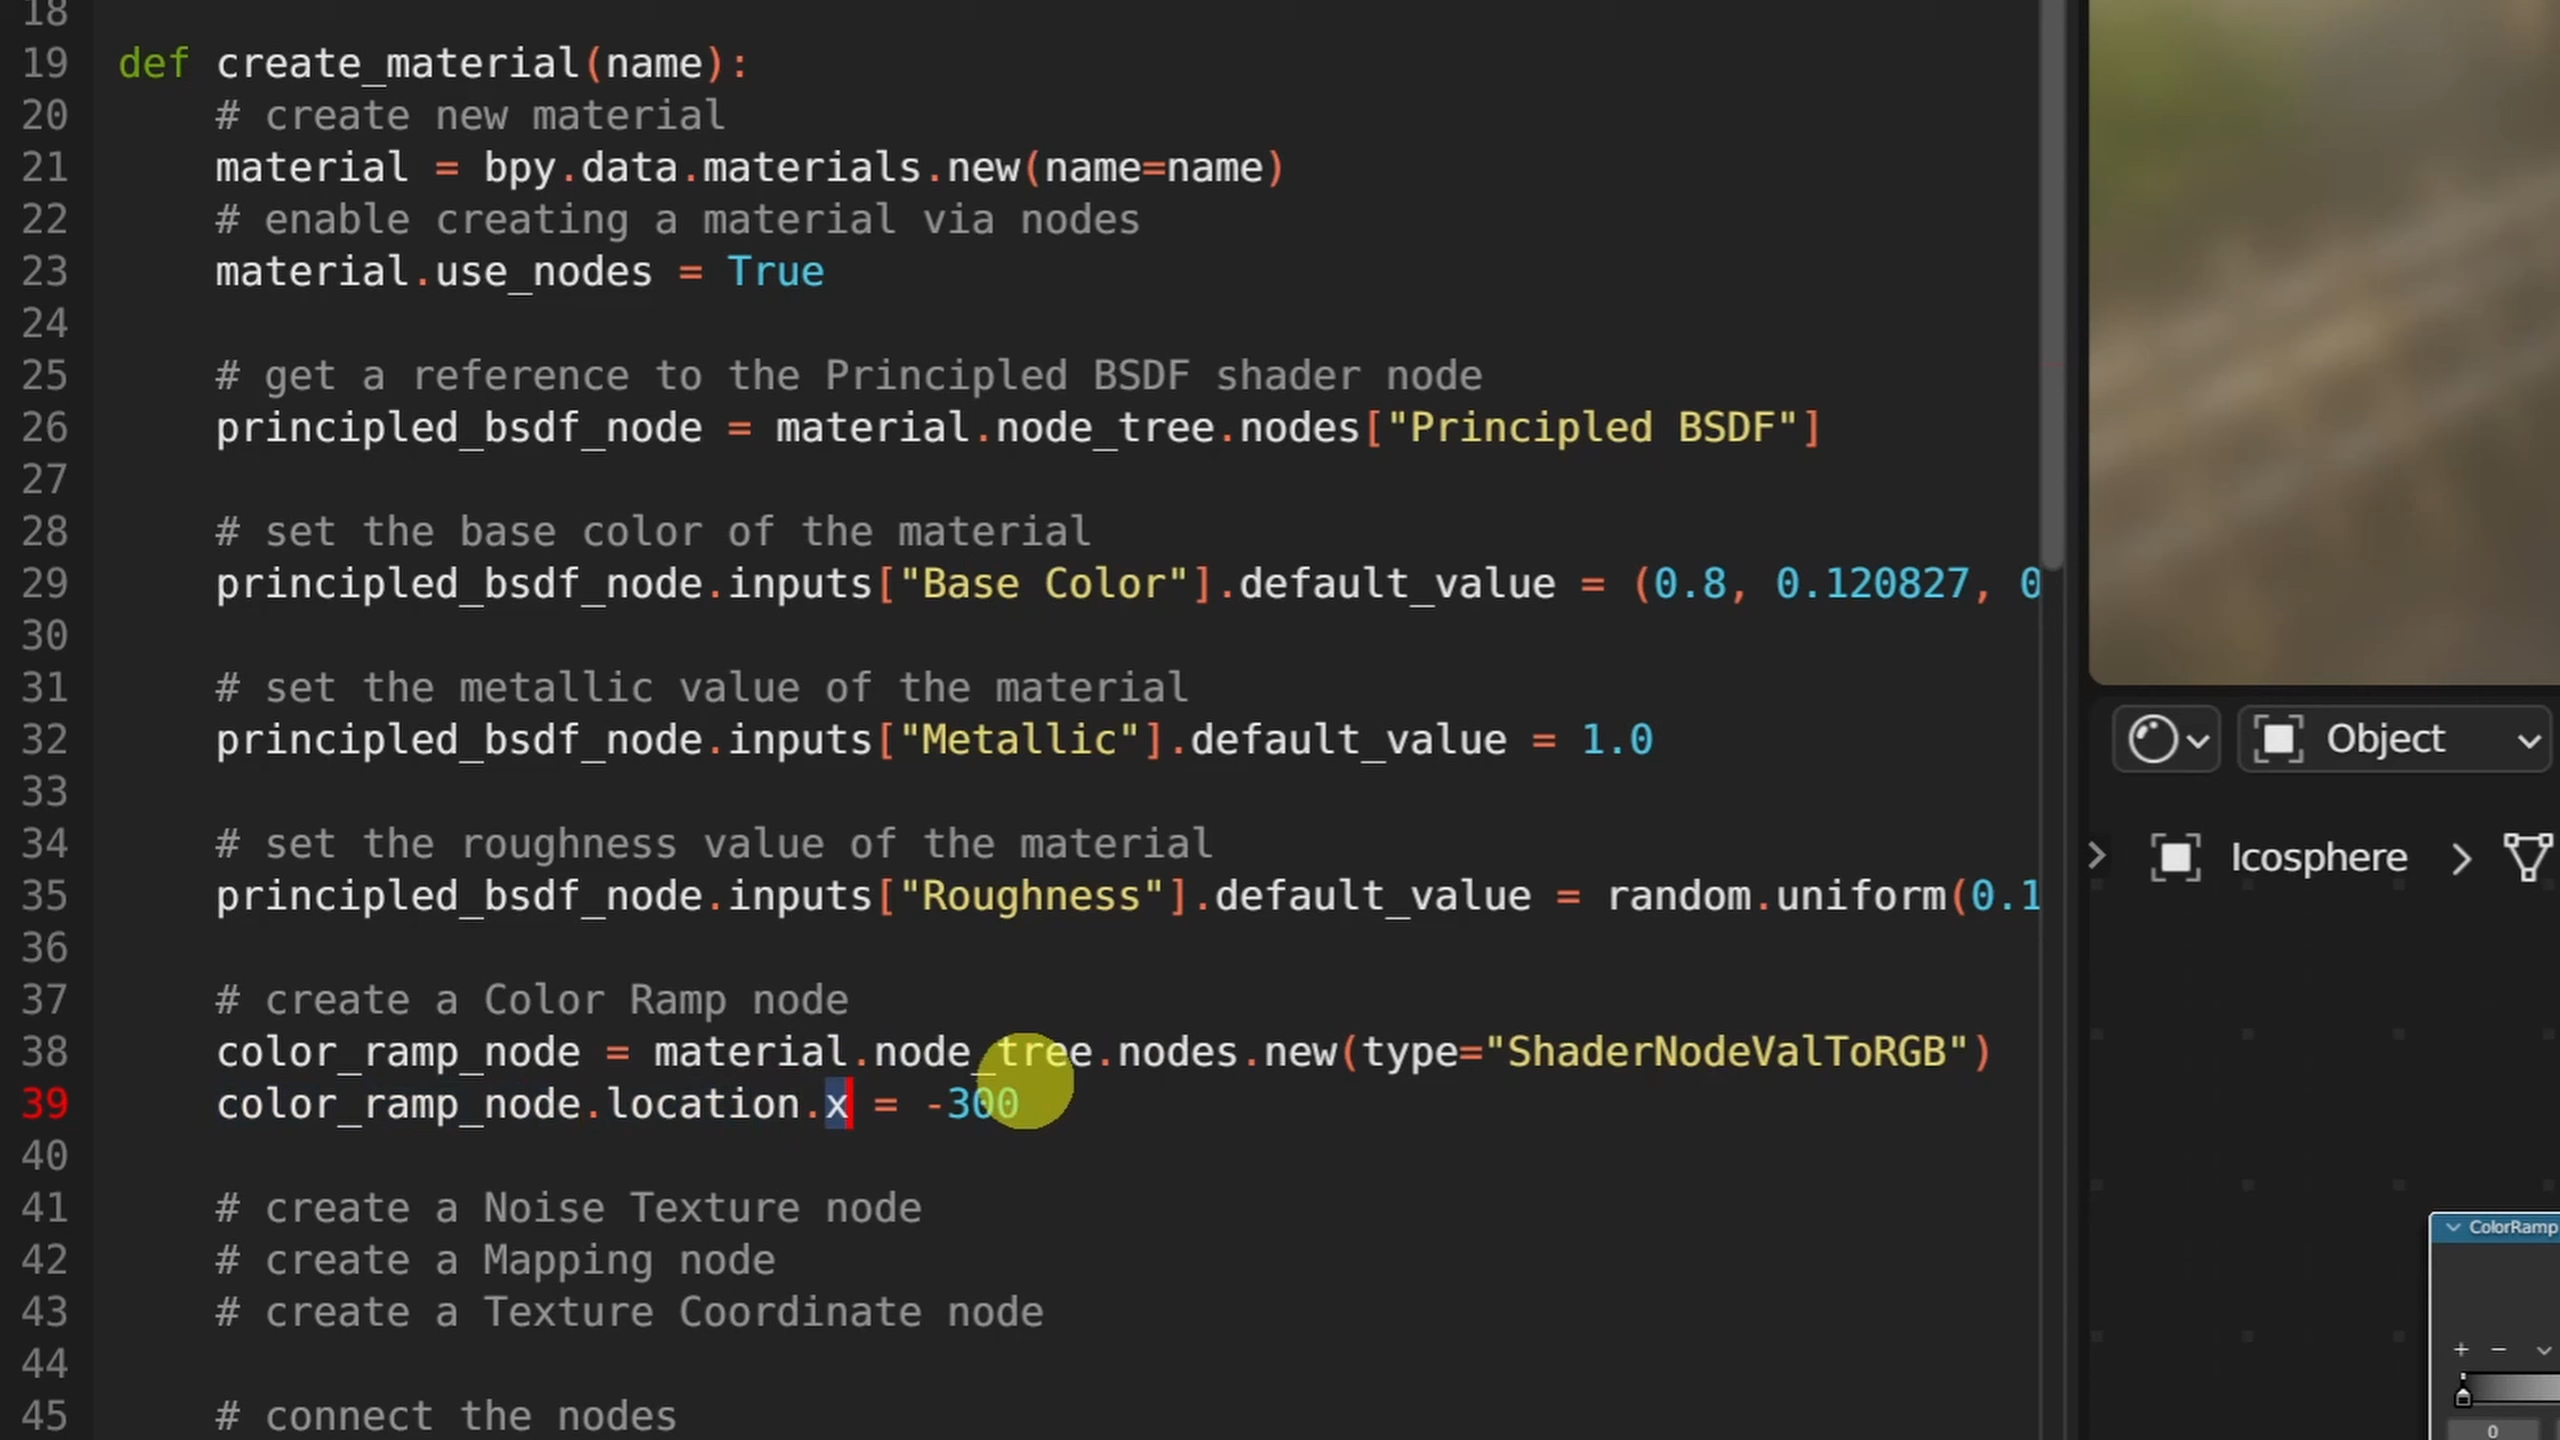 18
19 def create_material(name):
20     # create new material
21     material = bpy.data.materials.new(name=name)
22     # enable creating a material via nodes
23     material.use_nodes = True
24
25     # get a reference to the Principled BSDF shader node
26     principled_bsdf_node = material.node_tree.nodes["Principled BSDF"]
27
28     # set the base color of the material
29     principled_bsdf_node.inputs["Base Color"].default_value = (0.8, 0.120827, 0
30
31     # set the metallic value of the material
32     principled_bsdf_node.inputs["Metallic"].default_value = 1.0
33
34     # set the roughness value of the material
35     principled_bsdf_node.inputs["Roughness"].default_value = random.uniform(0.1
36
37     # create a Color Ramp node
38     color_ramp_node = material.node_tree.nodes.new(type="ShaderNodeValToRGB")
39     color_ramp_node.location.x = -300
40
41     # create a Noise Texture node
42     # create a Mapping node
43     # create a Texture Coordinate node
44
45     # connect the nodes
Object
Icosphere
ColorRamp
+ −
0